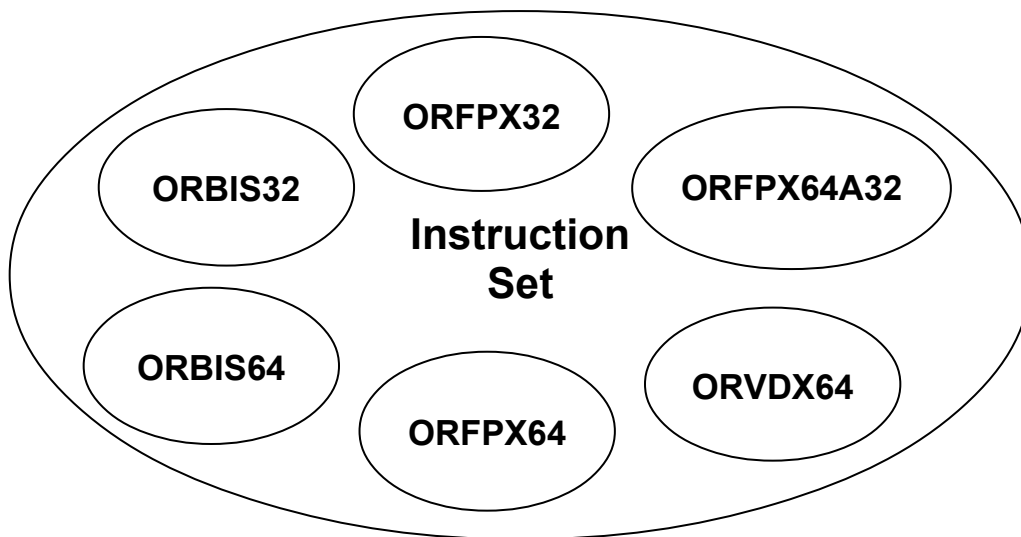 ORFPX32
ORBIS32
ORFPX64A32
Instruction
Set
ORBIS64
ORVDX64
ORFPX64